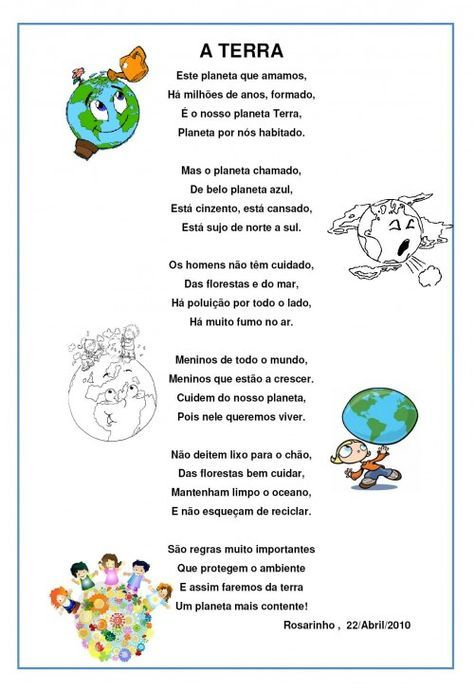 A TERRA
Este planeta que amamos,
Há milhões de anos, formado,
É o nosso planeta Terra,
Planeta por nós habitado.
Mas o planeta chamado,
De belo planeta azul,
Está cinzento, está cansado,
Está sujo de norte a sul.
Os homens não têm cuidado,
Das florestas e do mar,
Há poluição por todo o lado,
Há muito fumo no ar.
Meninos de todo o mundo,
Meninos que estão a crescer.
Cuidem do nosso planeta,
Pois nele queremos viver.
Não deitem lixo para o chão,
Das florestas bem cuidar,
Mantenham limpo o oceano,
E não esqueçam de reciclar.
São regras muito importantes
Que protegem o ambiente
E assim faremos da terra
Um planeta mais contente!
Rosarinho , 22/Abril/2010